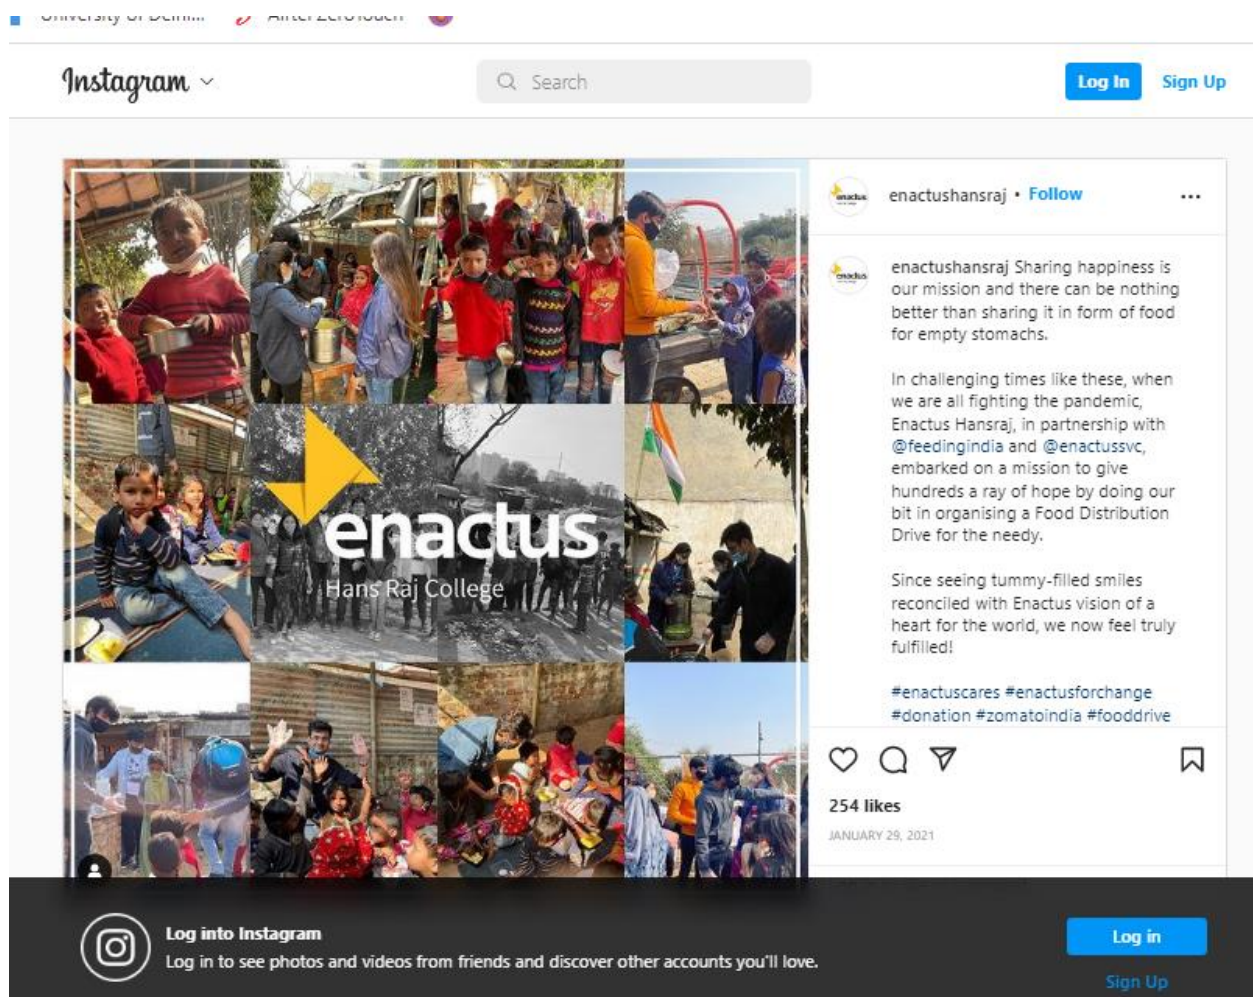 University of Delhi...
Airtel ZeroTouch
Instagram
Search
Log In
Sign Up
enactus
Hans Raj College
enactushansraj • Follow
enactushansraj Sharing happiness is
our mission and there can be nothing
better than sharing it in form of food
for empty stomachs.
In challenging times like these, when
we are all fighting the pandemic,
Enactus Hansraj, in partnership with
@feedingindia and @enactussvc,
embarked on a mission to give
hundreds a ray of hope by doing our
bit in organising a Food Distribution
Drive for the needy.
Since seeing tummy-filled smiles
reconciled with Enactus vision of a
heart for the world, we now feel truly
fulfilled!
#enactuscares #enactusforchange
#donation #zomatoindia #fooddrive
254 likes
JANUARY 29, 2021
Log into Instagram
Log in to see photos and videos from friends and discover other accounts you'll love.
Log in
Sign Up